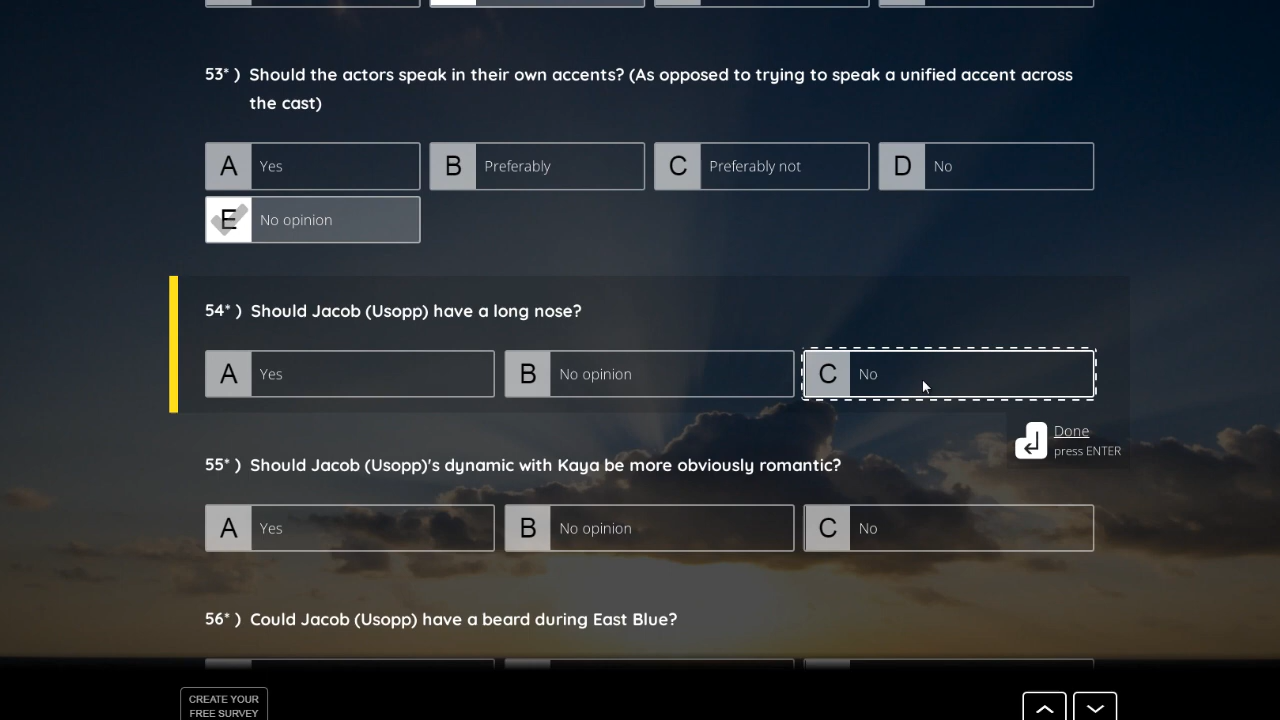 53* ) Should the actors speak in their own accents? (As opposed to trying to speak a unified accent across
the cast)
A Yes
B Preferably
C Preferably not
D No
E No opinion
54* ) Should Jacob (Usopp) have a long nose?
A Yes
B No opinion
C No
Done
press ENTER
55* ) Should Jacob (Usopp)'s dynamic with Kaya be more obviously romantic?
A Yes
B No opinion
C No
56* ) Could Jacob (Usopp) have a beard during East Blue?
CREATE YOUR
FREE SURVEY